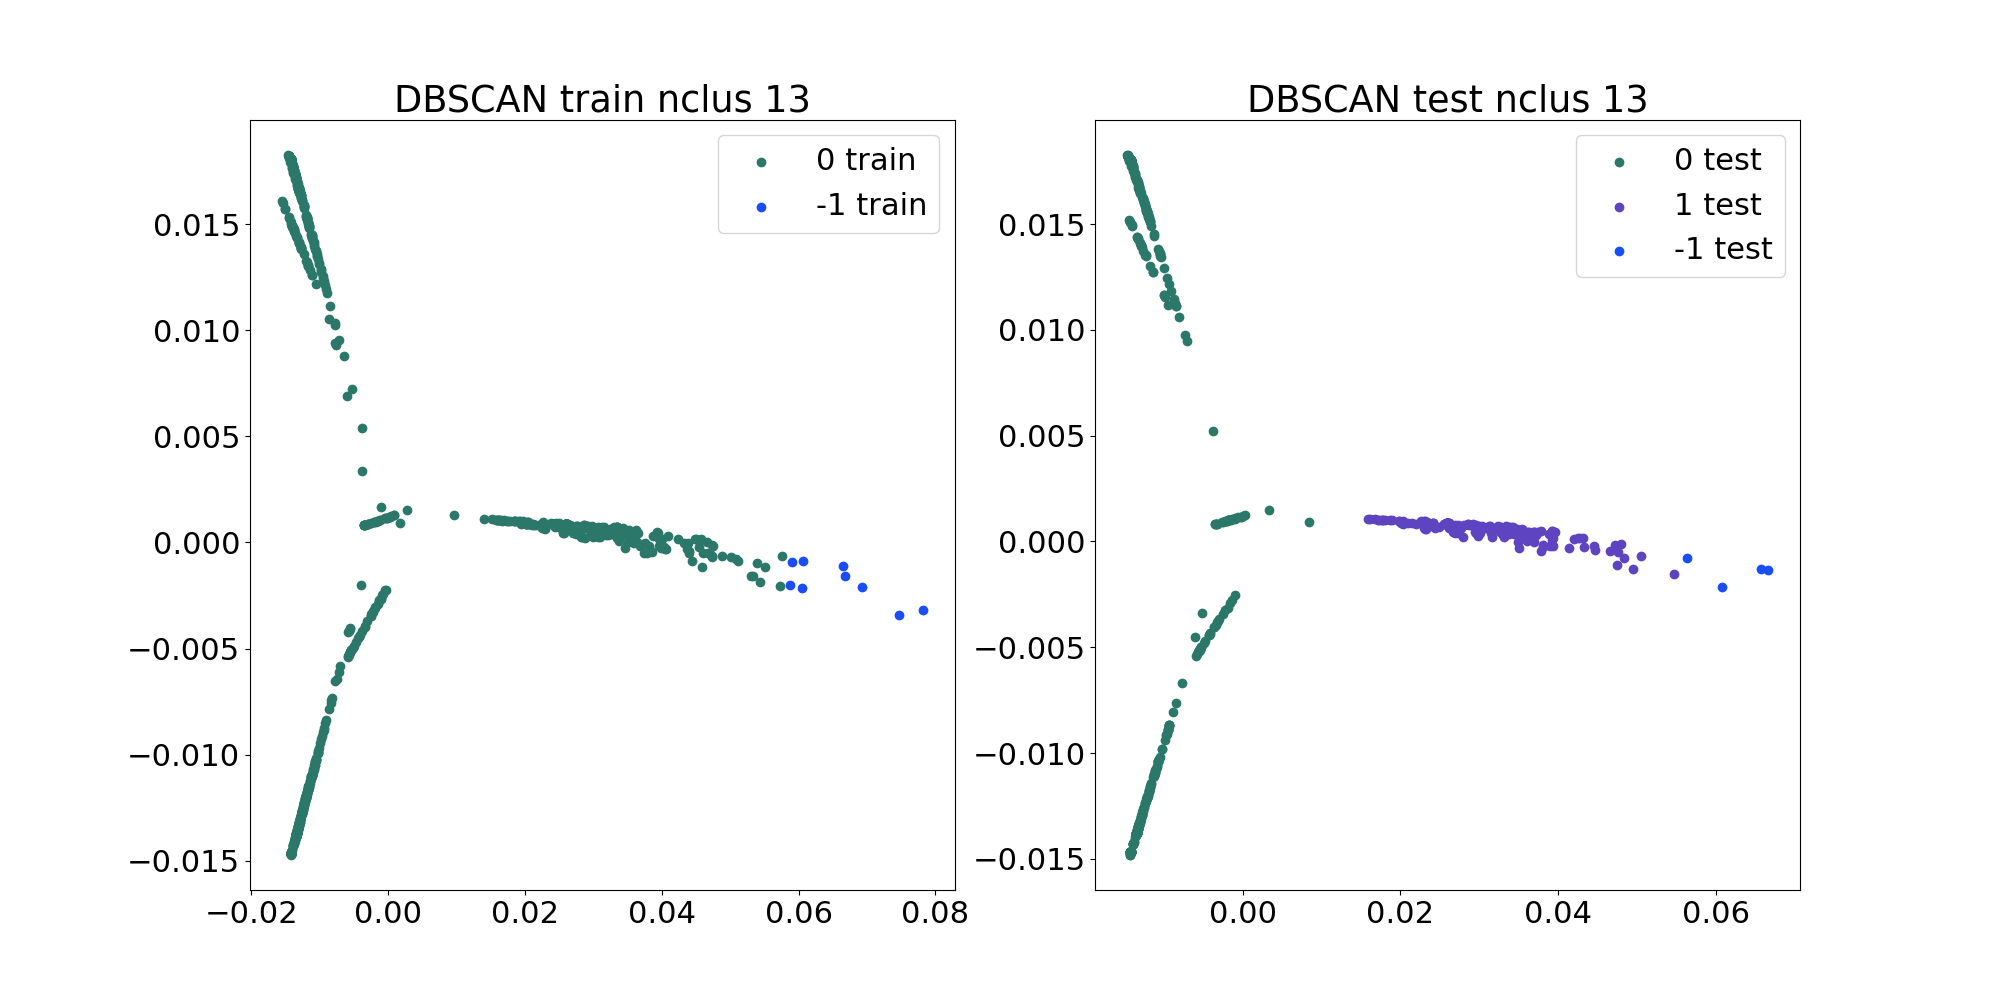 DBSCAN train nclus 13
0 train
-1 train
0.015
0.010
0.005
0.000
−0.005
−0.010
−0.015
−0.02 0.00 0.02 0.04 0.06 0.08
DBSCAN test nclus 13
0 test
1 test
-1 test
0.015
0.010
0.005
0.000
−0.005
−0.010
−0.015
0.00 0.02 0.04 0.06